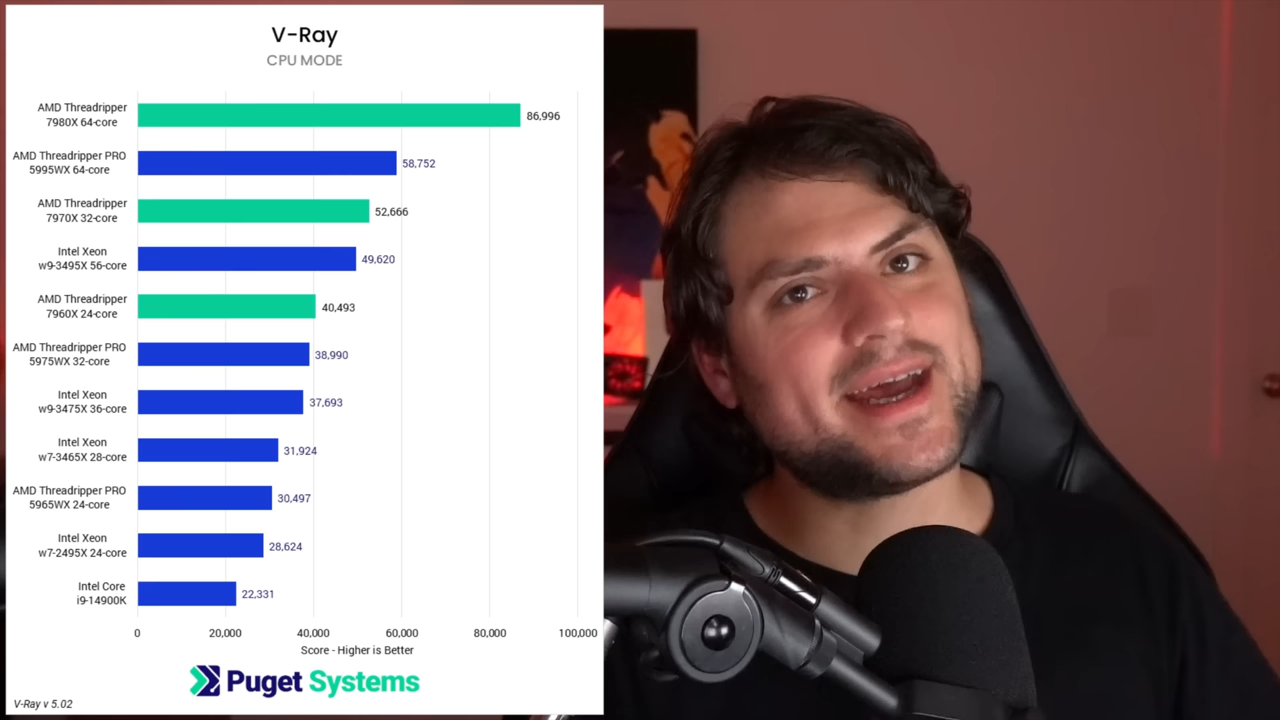 V-Ray
CPU MODE
AMD Threadripper
7980X 64-core
86,996
AMD Threadripper PRO
5995WX 64-core
58,752
AMD Threadripper
7970X 32-core
52,666
Intel Xeon
w9-3495X 56-core
49,620
AMD Threadripper
7960X 24-core
40,493
AMD Threadripper PRO
5975WX 32-core
38,990
Intel Xeon
w9-3475X 36-core
37,693
Intel Xeon
w7-3465X 28-core
31,924
AMD Threadripper PRO
5965WX 24-core
30,497
Intel Xeon
w7-2495X 24-core
28,624
Intel Core
i9-14900K
22,331
0 20,000 40,000 60,000 80,000 100,000
Score - Higher is Better
Puget Systems
V-Ray v 5.02